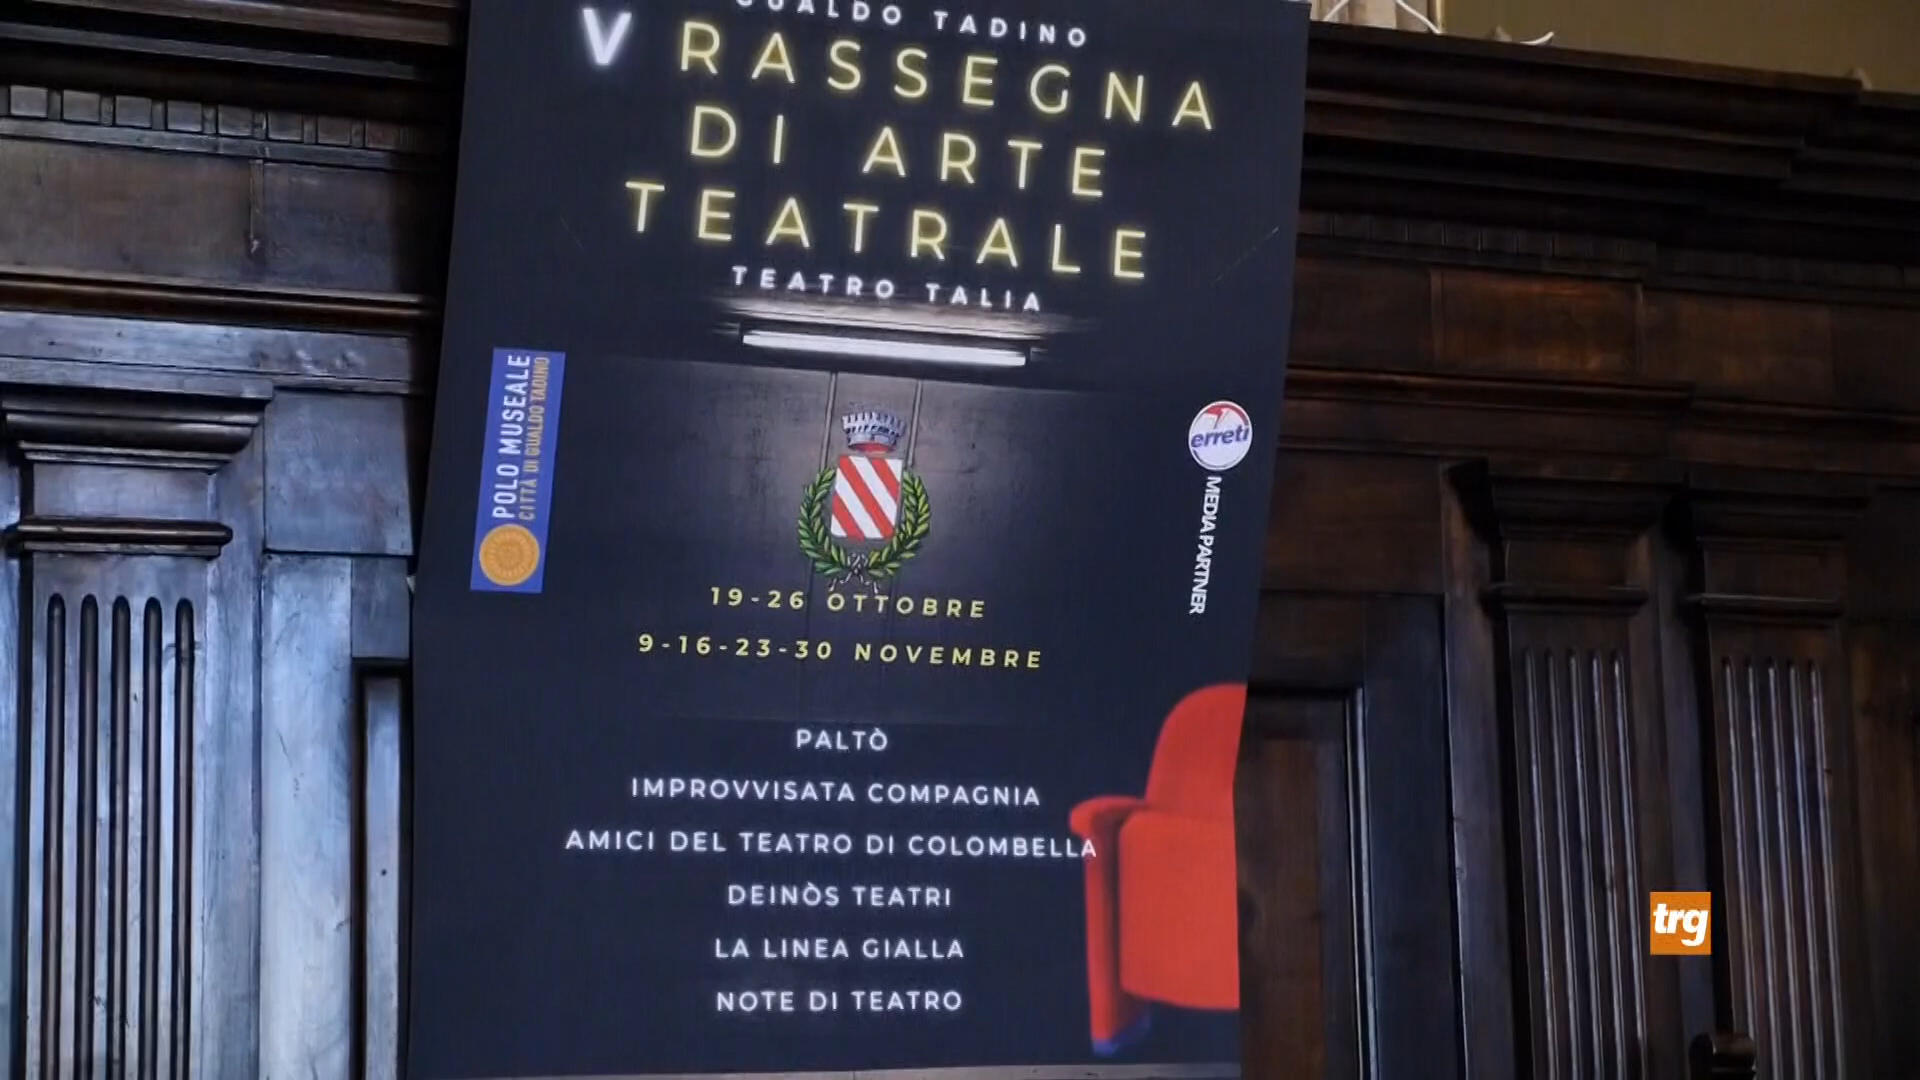 GUALDO TADINO
V RASSEGNA
DI ARTE
TEATRALE
TEATRO TALIA
POLO MUSEALE
CITTÀ DI GUALDO TADINO
erreti
MEDIA PARTNER
19-26 OTTOBRE
9-16-23-30 NOVEMBRE
PALTÒ
IMPROVVISATA COMPAGNIA
AMICI DEL TEATRO DI COLOMBELLA
DEINÒS TEATRI
LA LINEA GIALLA
NOTE DI TEATRO
trg